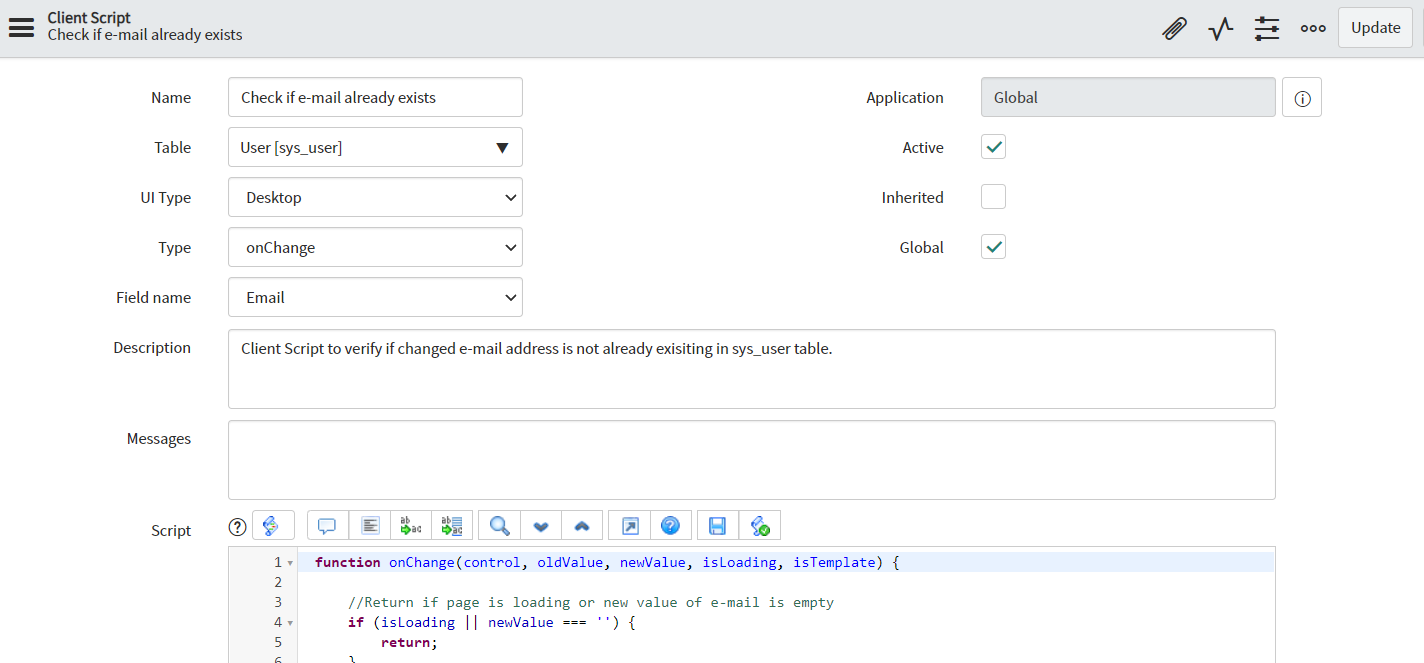 Client Script
Check if e-mail already exists
Update
Name Check if e-mail already exists
Application Global
Table User [sys_user]
Active
UI Type Desktop
Inherited
Type onChange
Global
Field name Email
Description Client Script to verify if changed e-mail address is not already exisiting in sys_user table.
Messages
Script
1 function onChange(control, oldValue, newValue, isLoading, isTemplate) {
2
3 //Return if page is loading or new value of e-mail is empty
4 if (isLoading || newValue === '') {
5 return;
6 }